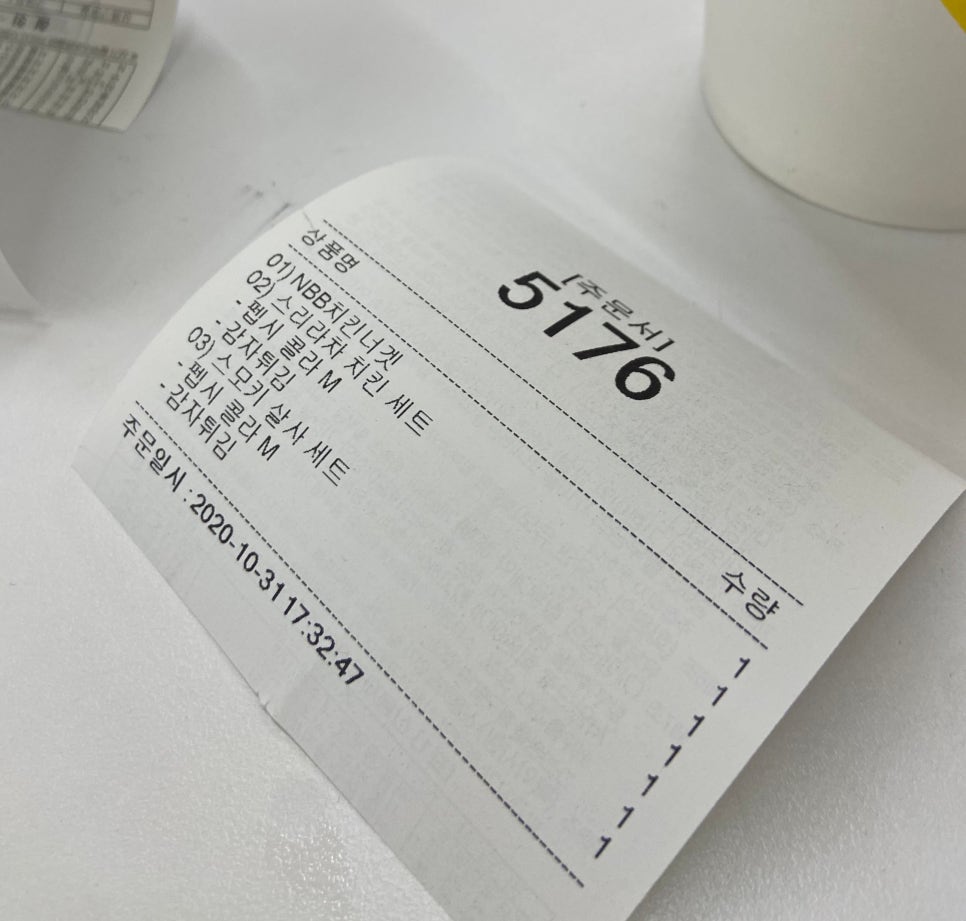 [주문서]
5176
상품명 수량
01) NBB치킨너겟 1
02) 스리라차 치킨 세트 1
- 펩시 콜라 M 1
- 감자튀김 1
03) 스모키 살사 세트 1
- 펩시 콜라 M 1
- 감자튀김 1
주문일시 : 2020-10-31 17:32:47